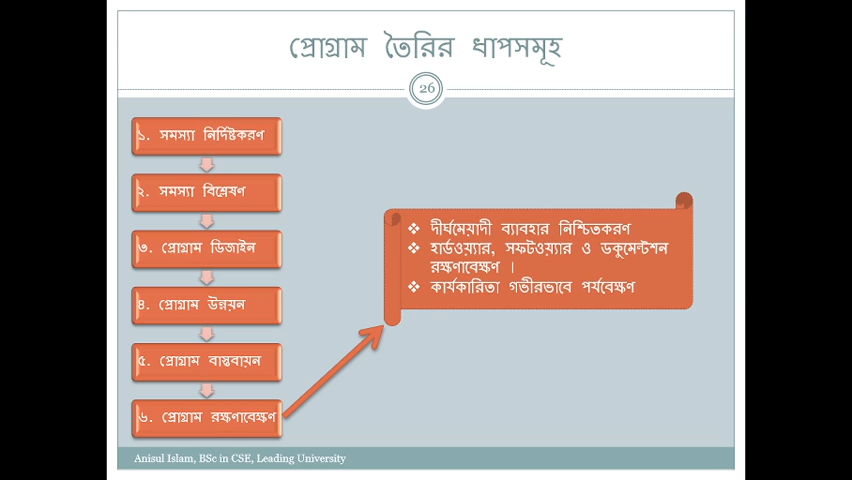 প্রোগ্রাম তৈরির ধাপসমূহ
26
১. সমস্যা নির্দিষ্টকরণ
২. সমস্যা বিশ্লেষণ
৩. প্রোগ্রাম ডিজাইন
৪. প্রোগ্রাম উন্নয়ন
৫. প্রোগ্রাম বাস্তবায়ন
৬. প্রোগ্রাম রক্ষণাবেক্ষণ
❖ দীর্ঘমেয়াদী ব্যাবহার নিশ্চিতকরণ
❖ হার্ডওয়্যার, সফটওয়্যার ও ডকুমেন্টশন
রক্ষণাবেক্ষণ ।
❖ কার্যকারিতা গভীরভাবে পর্যবেক্ষণ
Anisul Islam, BSc in CSE, Leading University